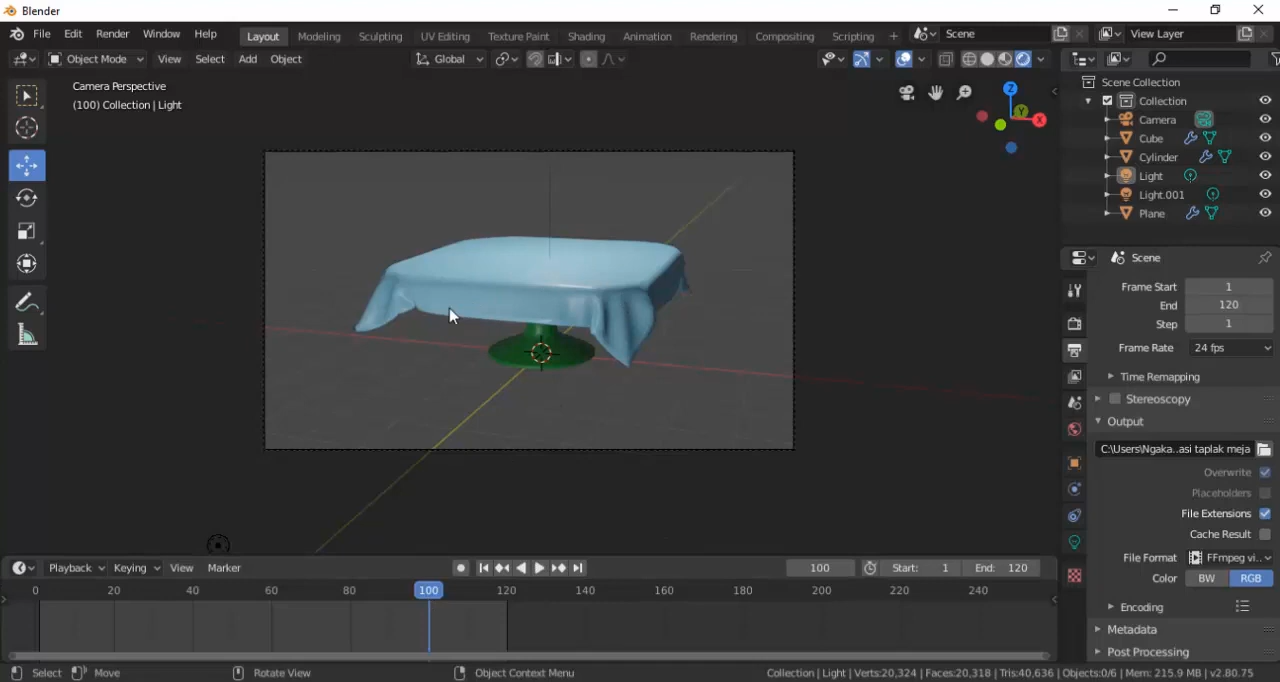 Blender
File Edit Render Window Help Layout Modeling Sculpting UV Editing Texture Paint Shading Animation Rendering Compositing Scripting + Scene View Layer
Object Mode View Select Add Object Global
Camera Perspective
(100) Collection | Light
Z
Y
X
Scene Collection
Collection
Camera
Cube
Cylinder
Light
Light.001
Plane
Scene
Frame Start 1
End 120
Step 1
Frame Rate 24 fps
Time Remapping
Stereoscopy
Output
C:\Users\Ngaka..asi taplak meja
Overwrite
Placeholders
File Extensions
Cache Result
File Format FFmpeg vi..
Color BW RGB
Encoding
Metadata
Post Processing
Playback Keying View Marker 100 Start: 1 End: 120
0 20 40 60 80 100 120 140 160 180 200 220 240
Select Move Rotate View Object Context Menu Collection | Light | Verts:20,324 | Faces:20,318 | Tris:40,636 | Objects:0/6 | Mem: 215.9 MB | v2.80.75